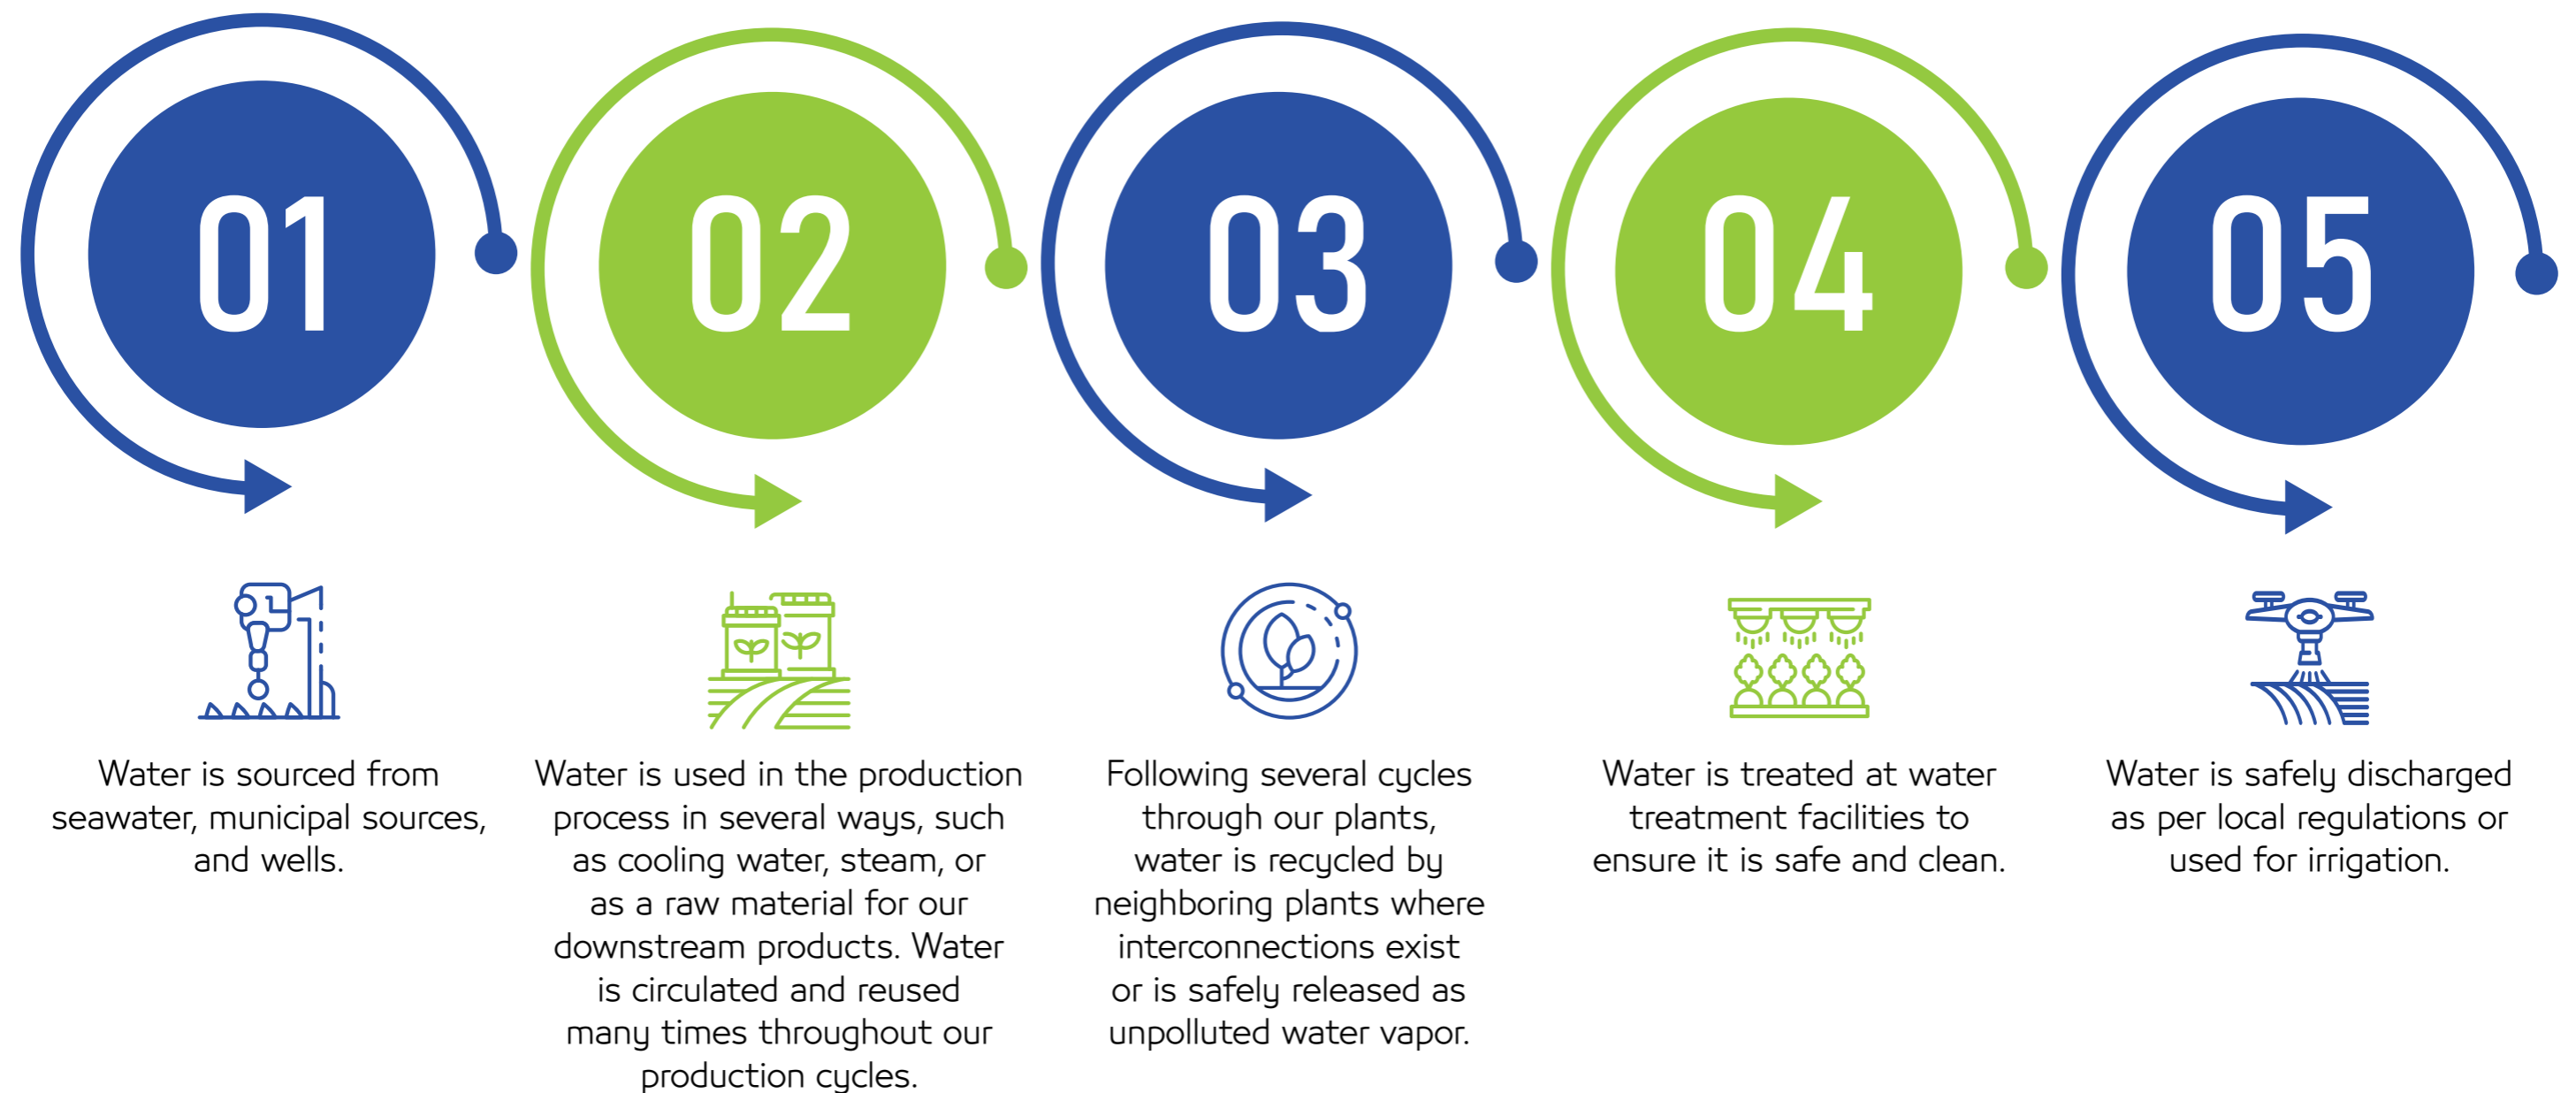 01
Water is sourced from
seawater, municipal sources,
and wells.
02
Water is used in the production
process in several ways, such
as cooling water, steam, or
as a raw material for our
downstream products. Water
is circulated and reused
many times throughout our
production cycles.
03
Following several cycles
through our plants,
water is recycled by
neighboring plants where
interconnections exist
or is safely released as
unpolluted water vapor.
04
Water is treated at water
treatment facilities to
ensure it is safe and clean.
05
Water is safely discharged
as per local regulations or
used for irrigation.